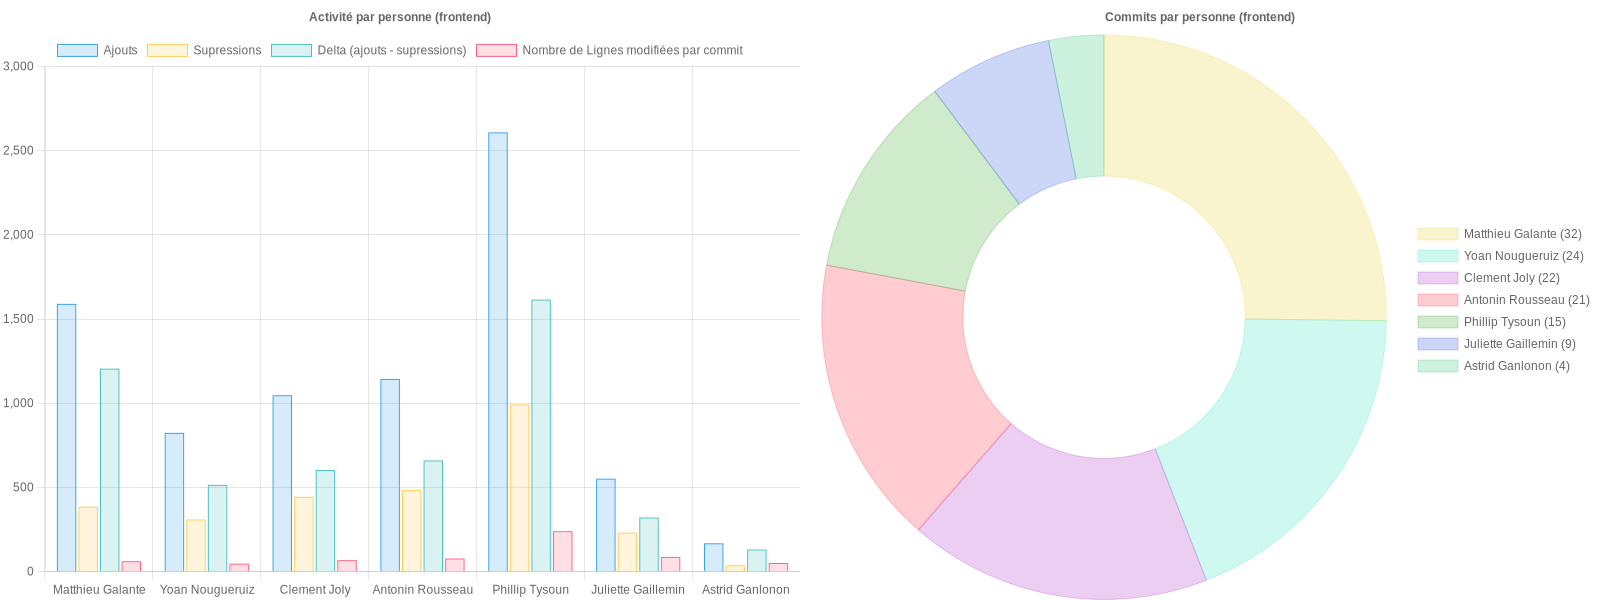 Activité par personne (frontend)
Ajouts Supressions Delta (ajouts - supressions) Nombre de Lignes modifiées par commit
3,000
2,500
2,000
1,500
1,000
500
0
Matthieu Galante Yoan Nougueruiz Clement Joly Antonin Rousseau Phillip Tysoun Juliette Gaillemin Astrid Ganlonon
Commits par personne (frontend)
Matthieu Galante (32)
Yoan Nougueruiz (24)
Clement Joly (22)
Antonin Rousseau (21)
Phillip Tysoun (15)
Juliette Gaillemin (9)
Astrid Ganlonon (4)